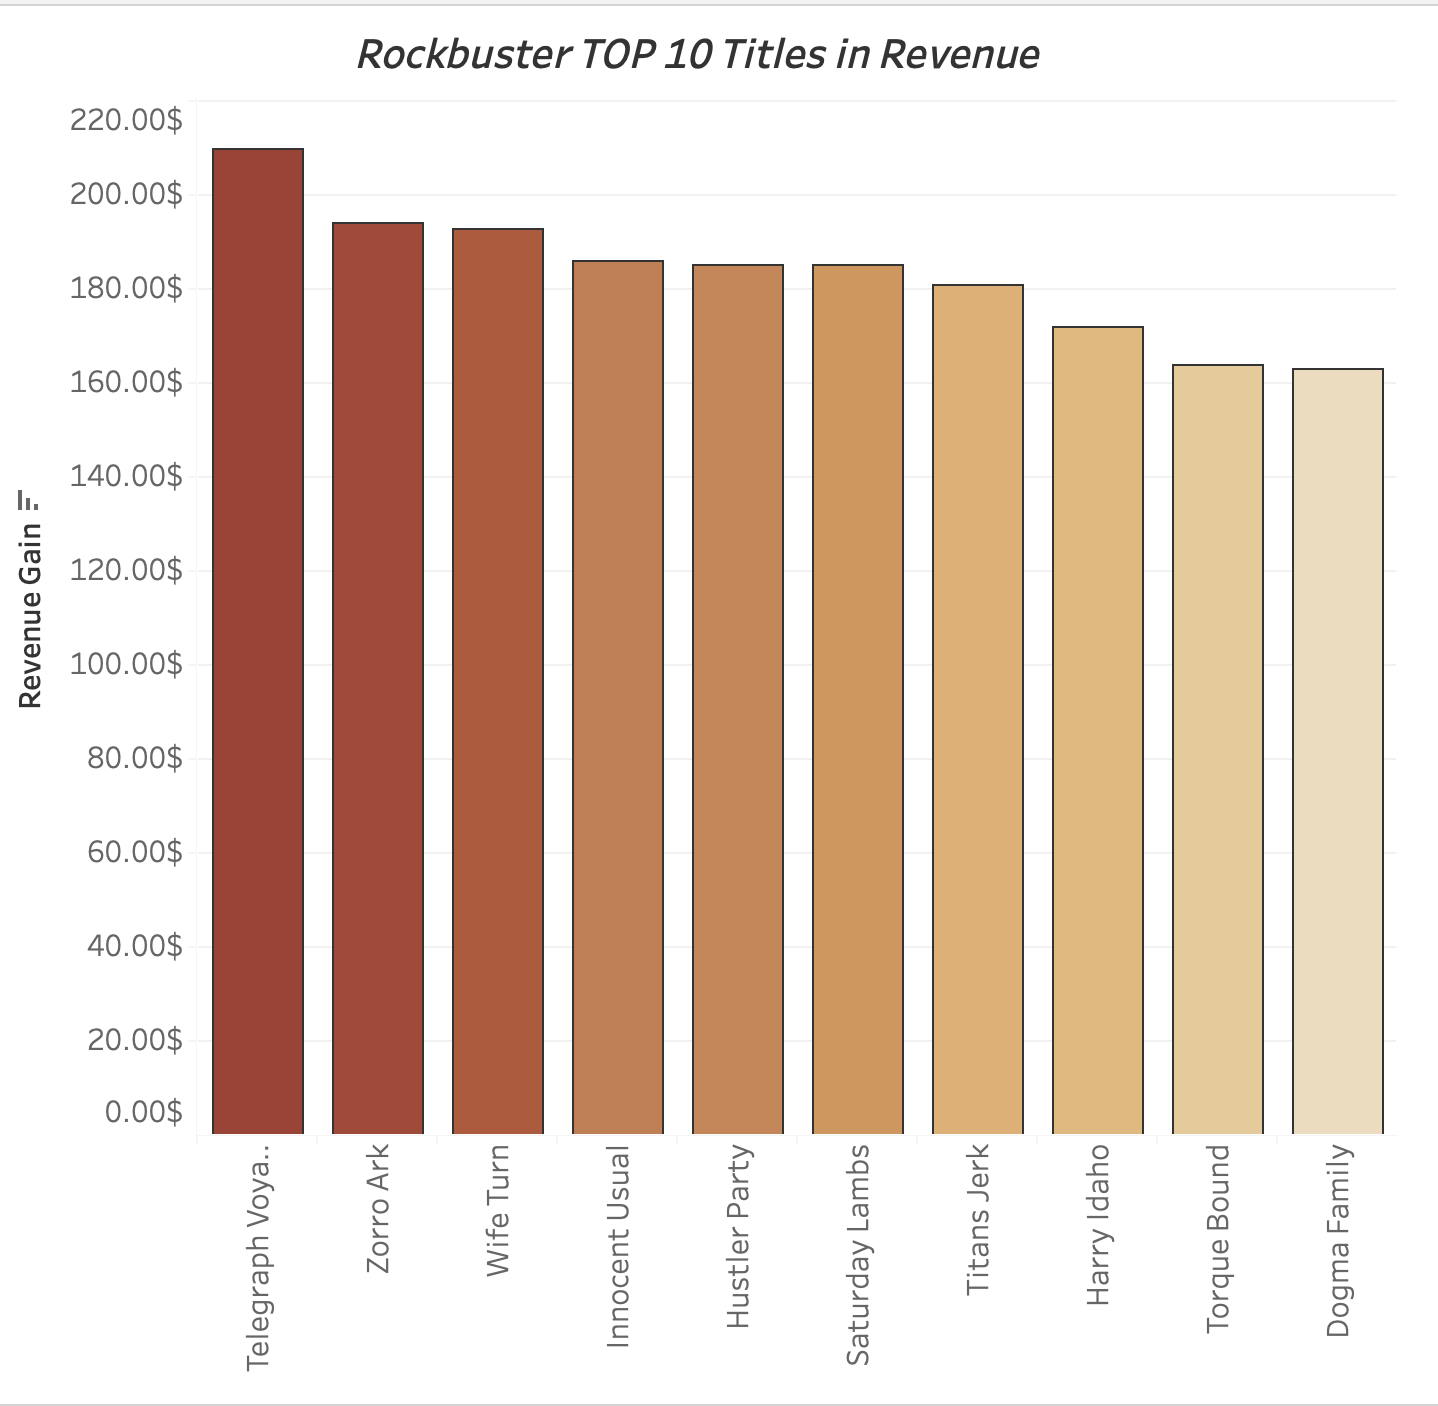 Rockbuster TOP 10 Titles in Revenue
220.00$
200.00$
180.00$
160.00$
140.00$
120.00$
100.00$
80.00$
60.00$
40.00$
20.00$
0.00$
Revenue Gain
Telegraph Voya..
Zorro Ark
Wife Turn
Innocent Usual
Hustler Party
Saturday Lambs
Titans Jerk
Harry Idaho
Torque Bound
Dogma Family